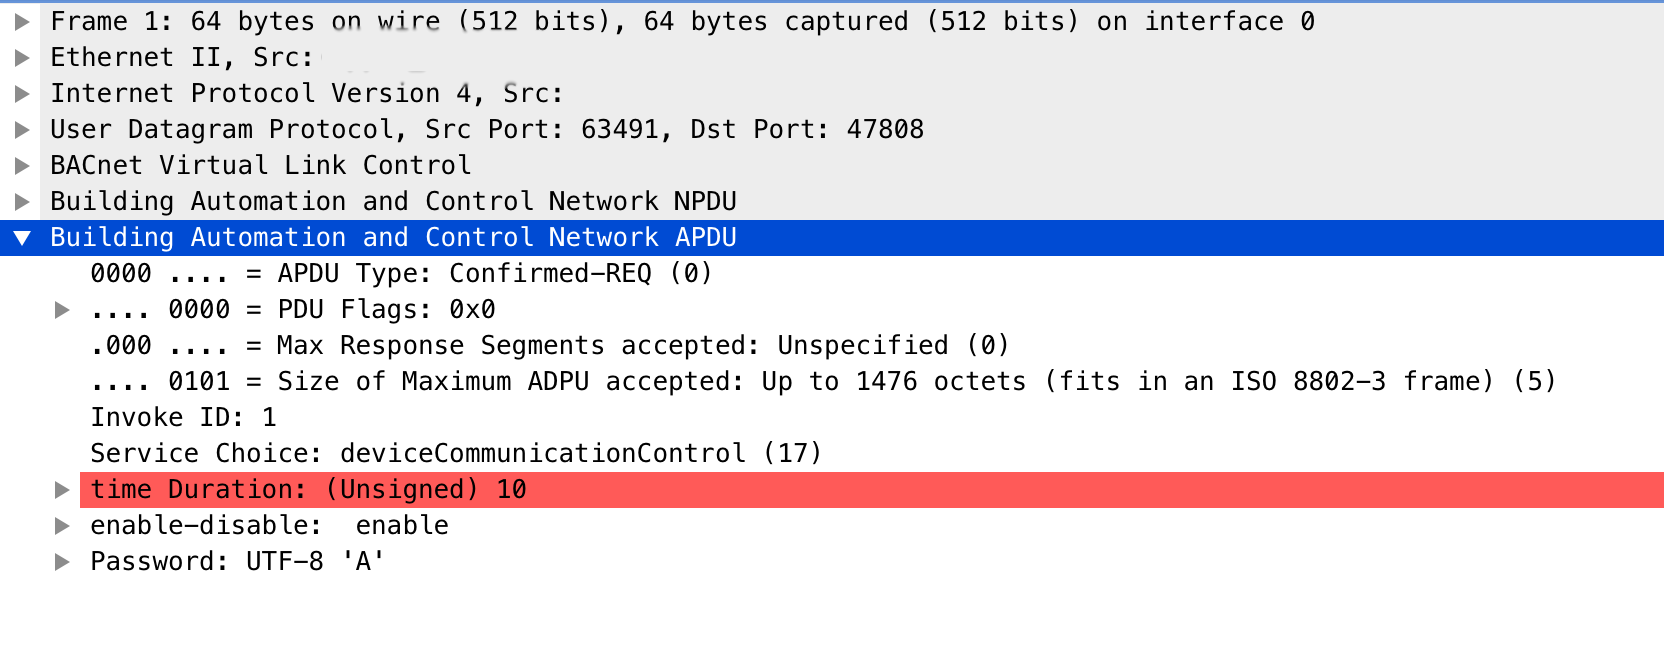 Frame 1: 64 bytes on wire (512 bits), 64 bytes captured (512 bits) on interface 0
Ethernet II, Src:
Internet Protocol Version 4, Src:
User Datagram Protocol, Src Port: 63491, Dst Port: 47808
BACnet Virtual Link Control
Building Automation and Control Network NPDU
Building Automation and Control Network APDU
0000 .... = APDU Type: Confirmed-REQ (0)
.... 0000 = PDU Flags: 0x0
.000 .... = Max Response Segments accepted: Unspecified (0)
.... 0101 = Size of Maximum ADPU accepted: Up to 1476 octets (fits in an ISO 8802-3 frame) (5)
Invoke ID: 1
Service Choice: deviceCommunicationControl (17)
time Duration: (Unsigned) 10
enable-disable:  enable
Password: UTF-8 'A'